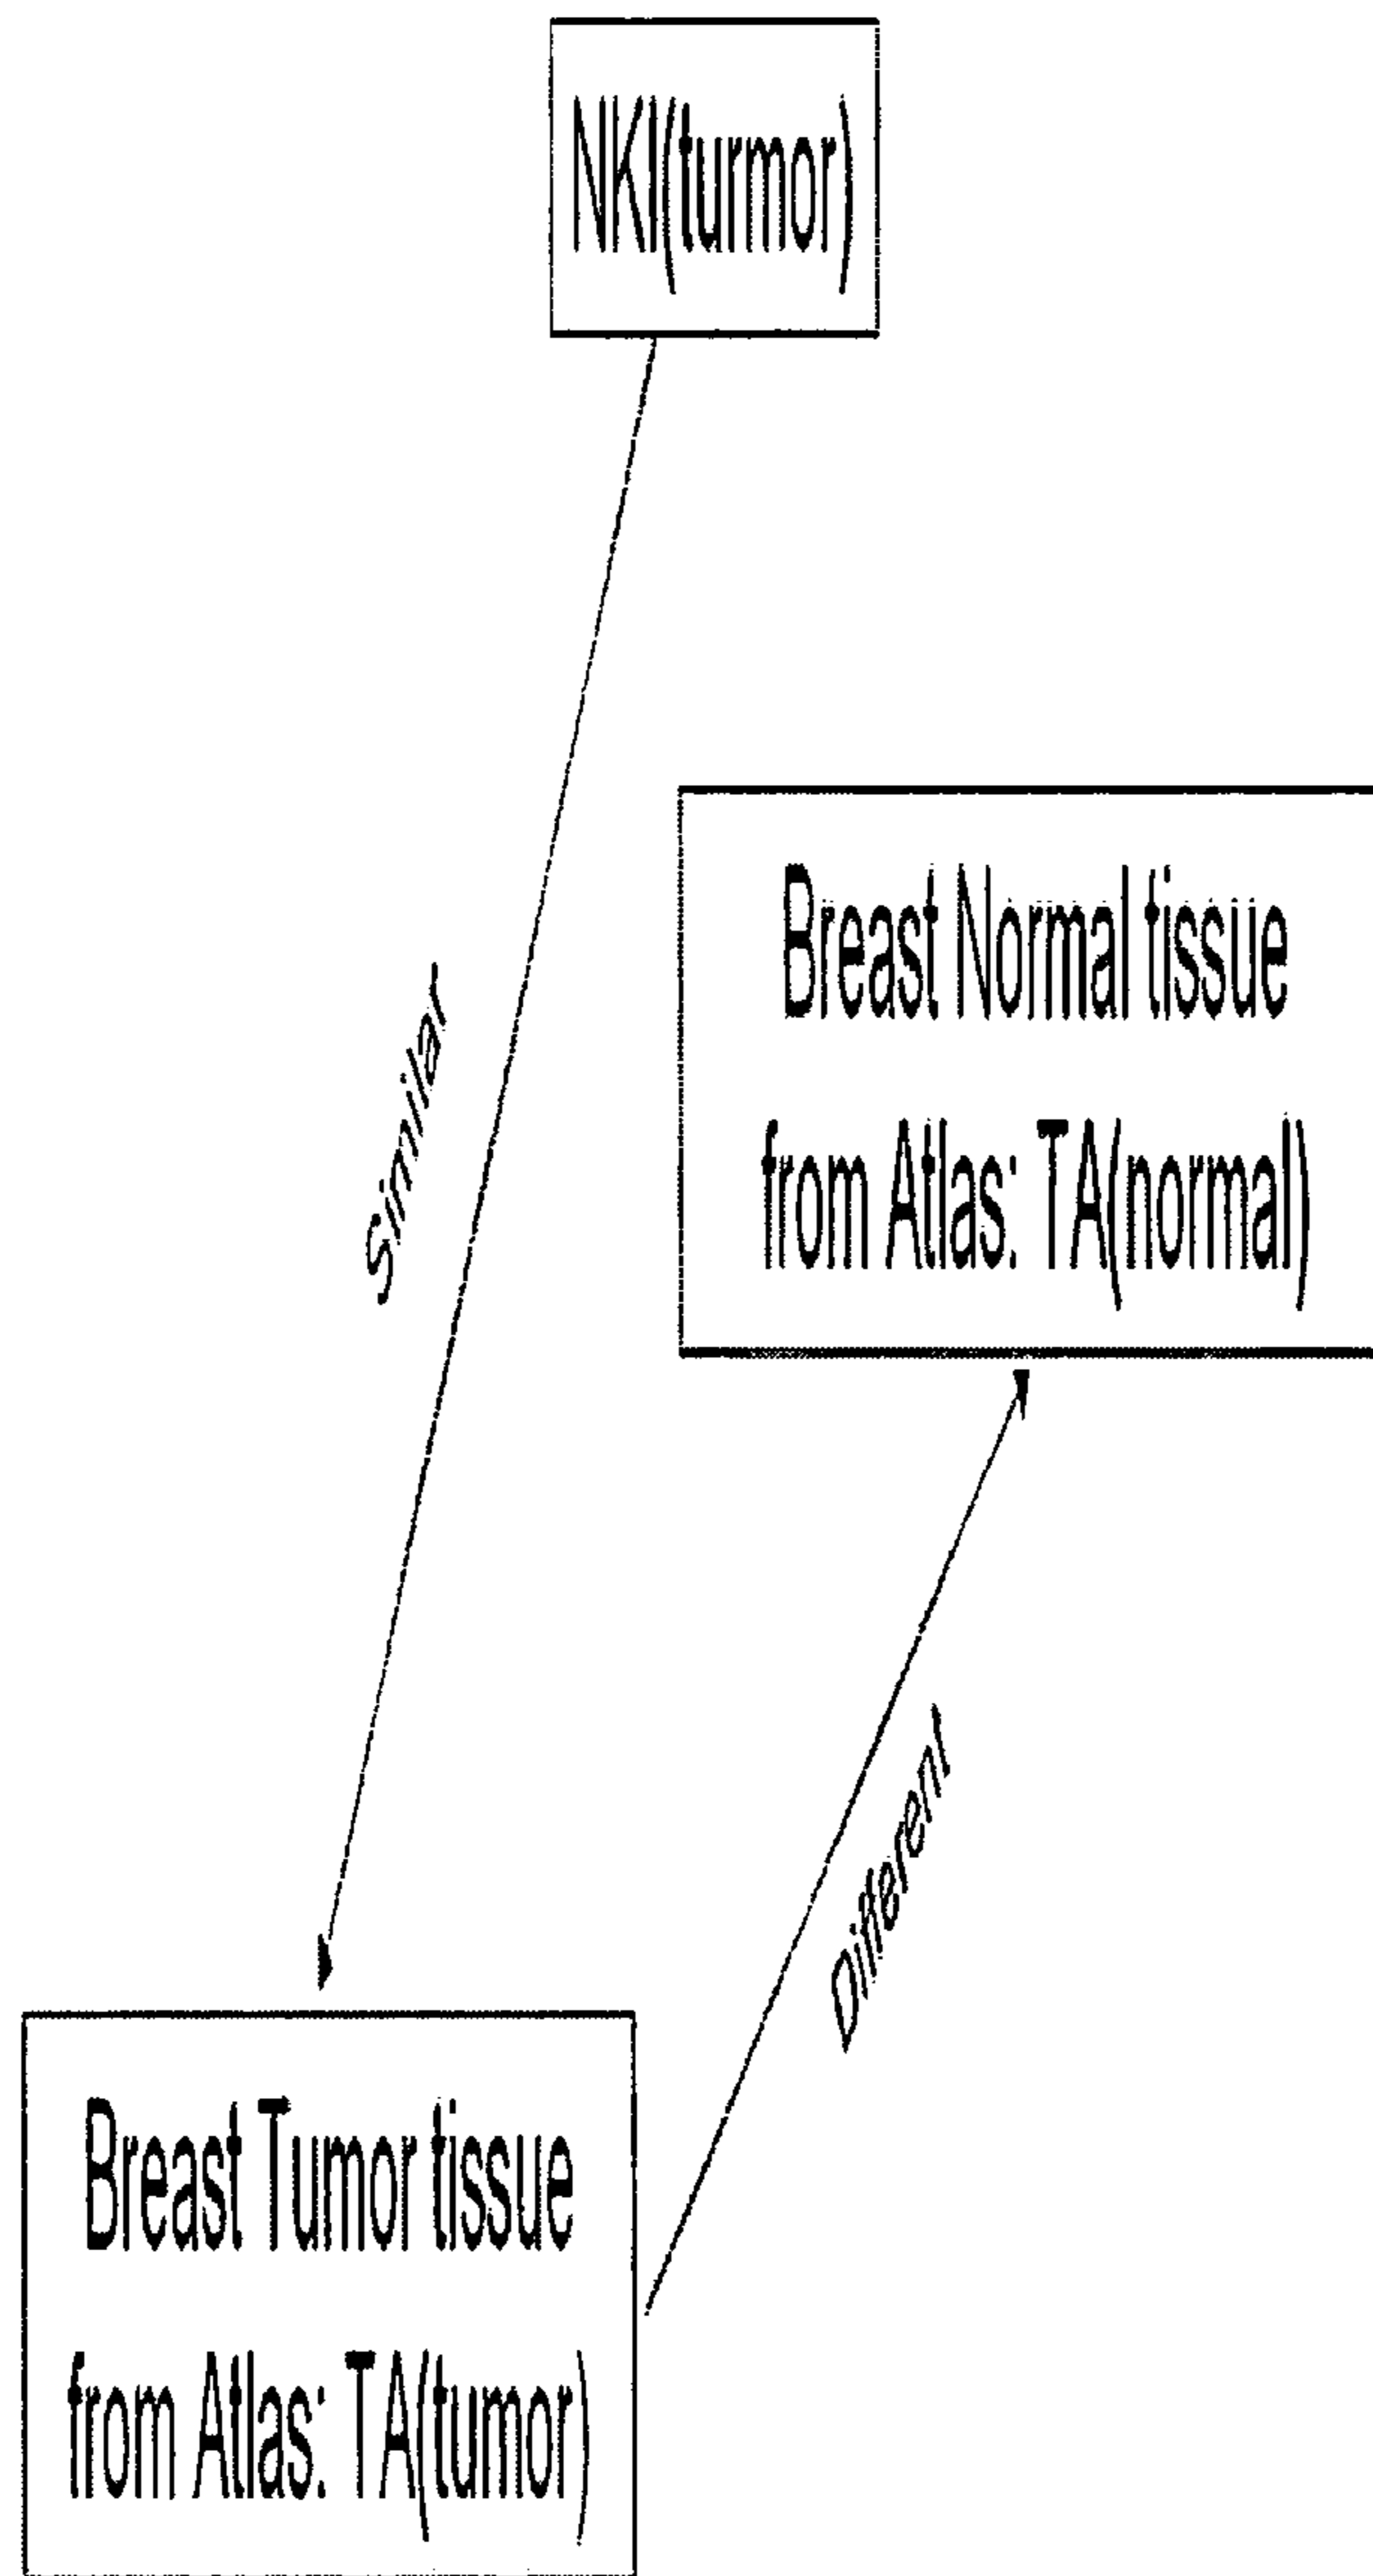 NKI(turmor)
Similar
Breast Normal tissue
from Atlas: TA(normal)
Different
Breast Tumor tissue
from Atlas: TA(tumor)